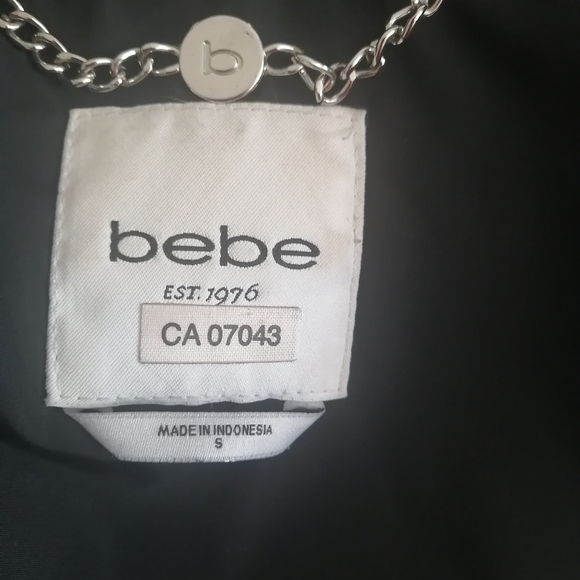 b
bebe
EST. 1976
CA 07043
MADE IN INDONESIA
S